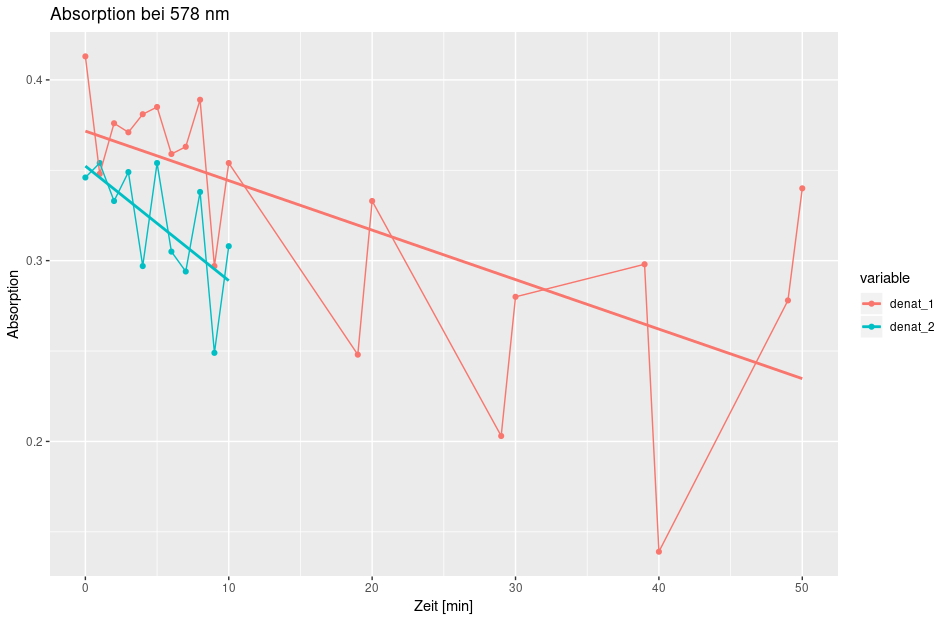 Absorption bei 578 nm
0.4
0.3
0.2
Absorption
0 10 20 30 40 50
Zeit [min]
variable
denat_1
denat_2